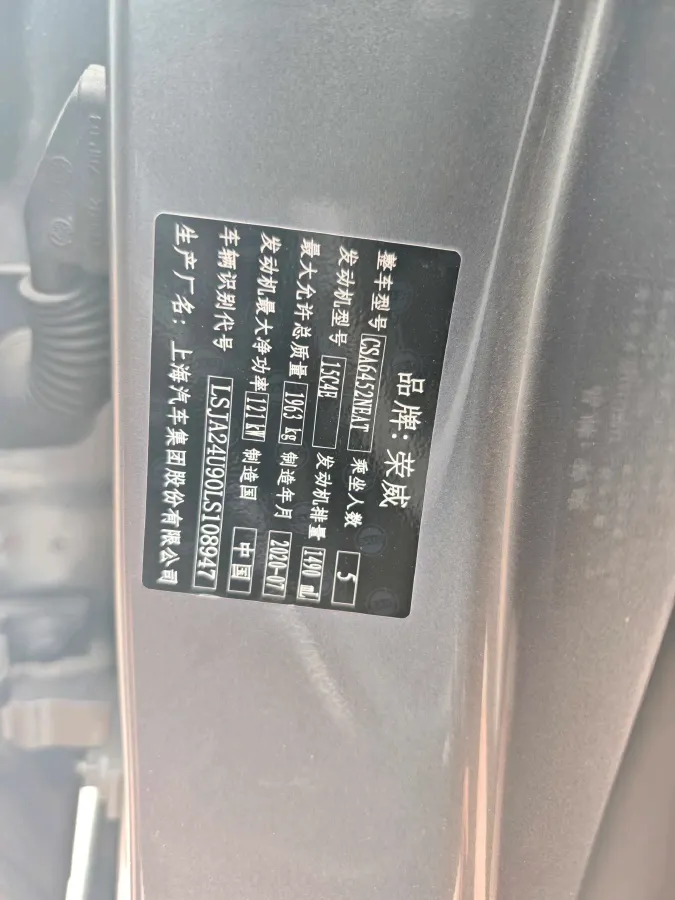 品牌: 荣威
整车型号 CSA6452NEAT 乘坐人数 5
发动机型号 15C4E 发动机排量 1490 ml
最大允许总质量 1963 kg 制造年月 2020-07
发动机最大净功率 121 KW 制造国 中国
车辆识别代号 LSJA24U90LS108947
生产厂名: 上海汽车集团股份有限公司